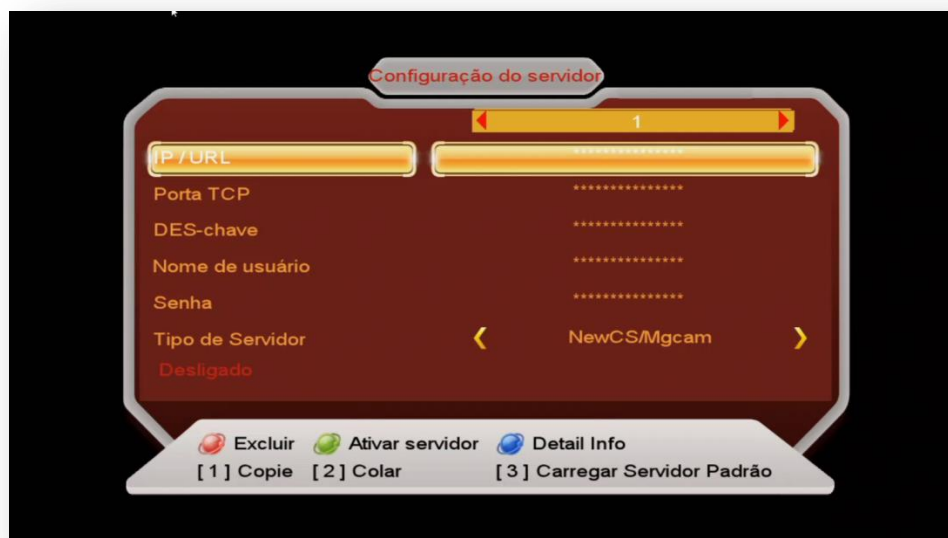 Configuração do servidor
1
IP / URL ***************
Porta TCP ***************
DES-chave ***************
Nome de usuário ***************
Senha ***************
Tipo de Servidor NewCS/Mgcam
Desligado
Excluir Ativar servidor Detail Info
[1] Copie [2] Colar [3] Carregar Servidor Padrão